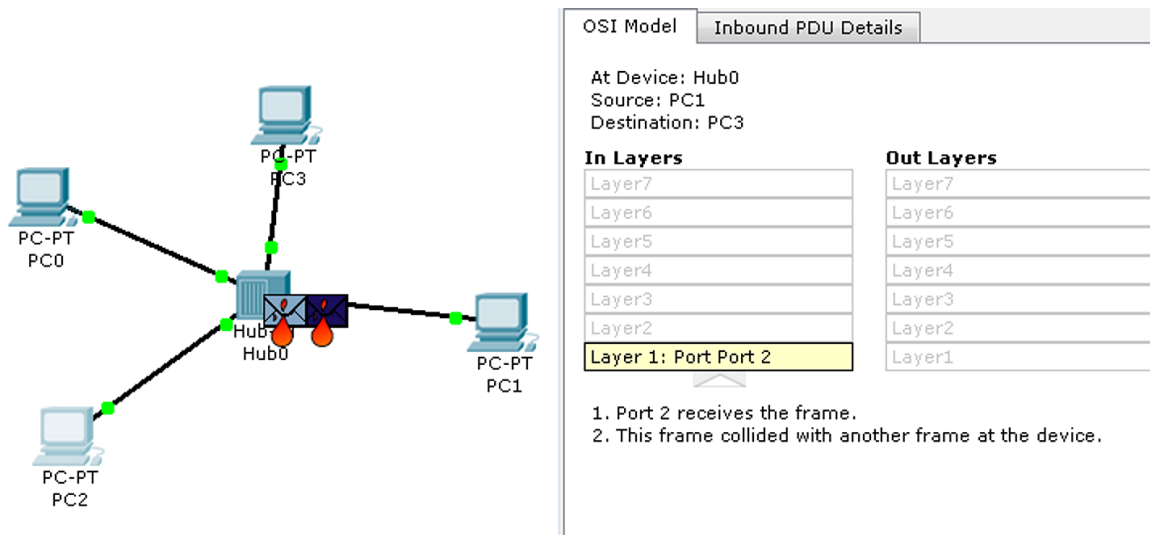 PC-PT
PC3
PC-PT
PC0
Hub0
PC-PT
PC1
PC-PT
PC2
OSI Model
Inbound PDU Details
At Device: Hub0
Source: PC1
Destination: PC3
In Layers
Layer7
Layer6
Layer5
Layer4
Layer3
Layer2
Layer 1: Port Port 2
Out Layers
Layer7
Layer6
Layer5
Layer4
Layer3
Layer2
Layer1
1. Port 2 receives the frame.
2. This frame collided with another frame at the device.